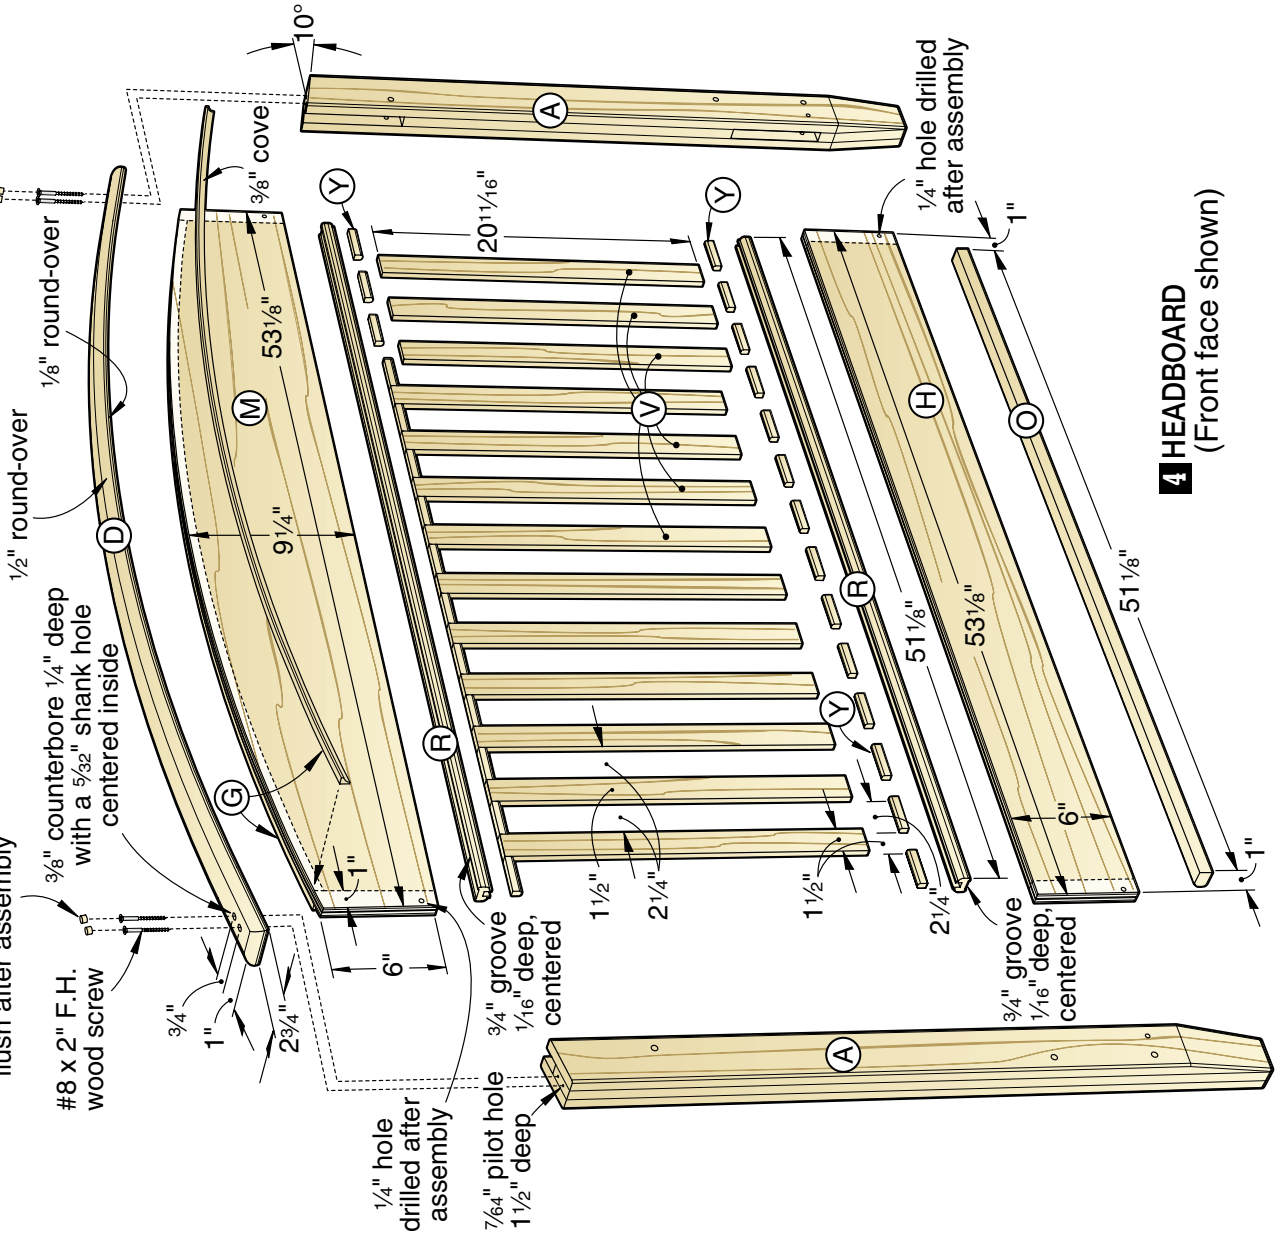 flush after assembly
#8 x 2" F.H.
wood screw
3/8" counterbore 1/4" deep
with a 5/32" shank hole
centered inside
1/2" round-over
1/8" round-over
10°
D
3/4"
1"
2 3/4"
G
1"
M
9 1/4"
53 1/8"
3/8" cove
6"
A
1/4" hole
drilled after
assembly
7/64" pilot hole
1 1/2" deep
3/4" groove
1/16" deep,
centered
R
Y
20 11/16"
Y
V
1 1/2"
2 1/4"
1 1/2"
2 1/4"
Y
R
51 1/8"
3/4" groove
1/16" deep,
centered
1/4" hole drilled
after assembly
1"
H
53 1/8"
6"
O
51 1/8"
1"
A
4 HEADBOARD
(Front face shown)